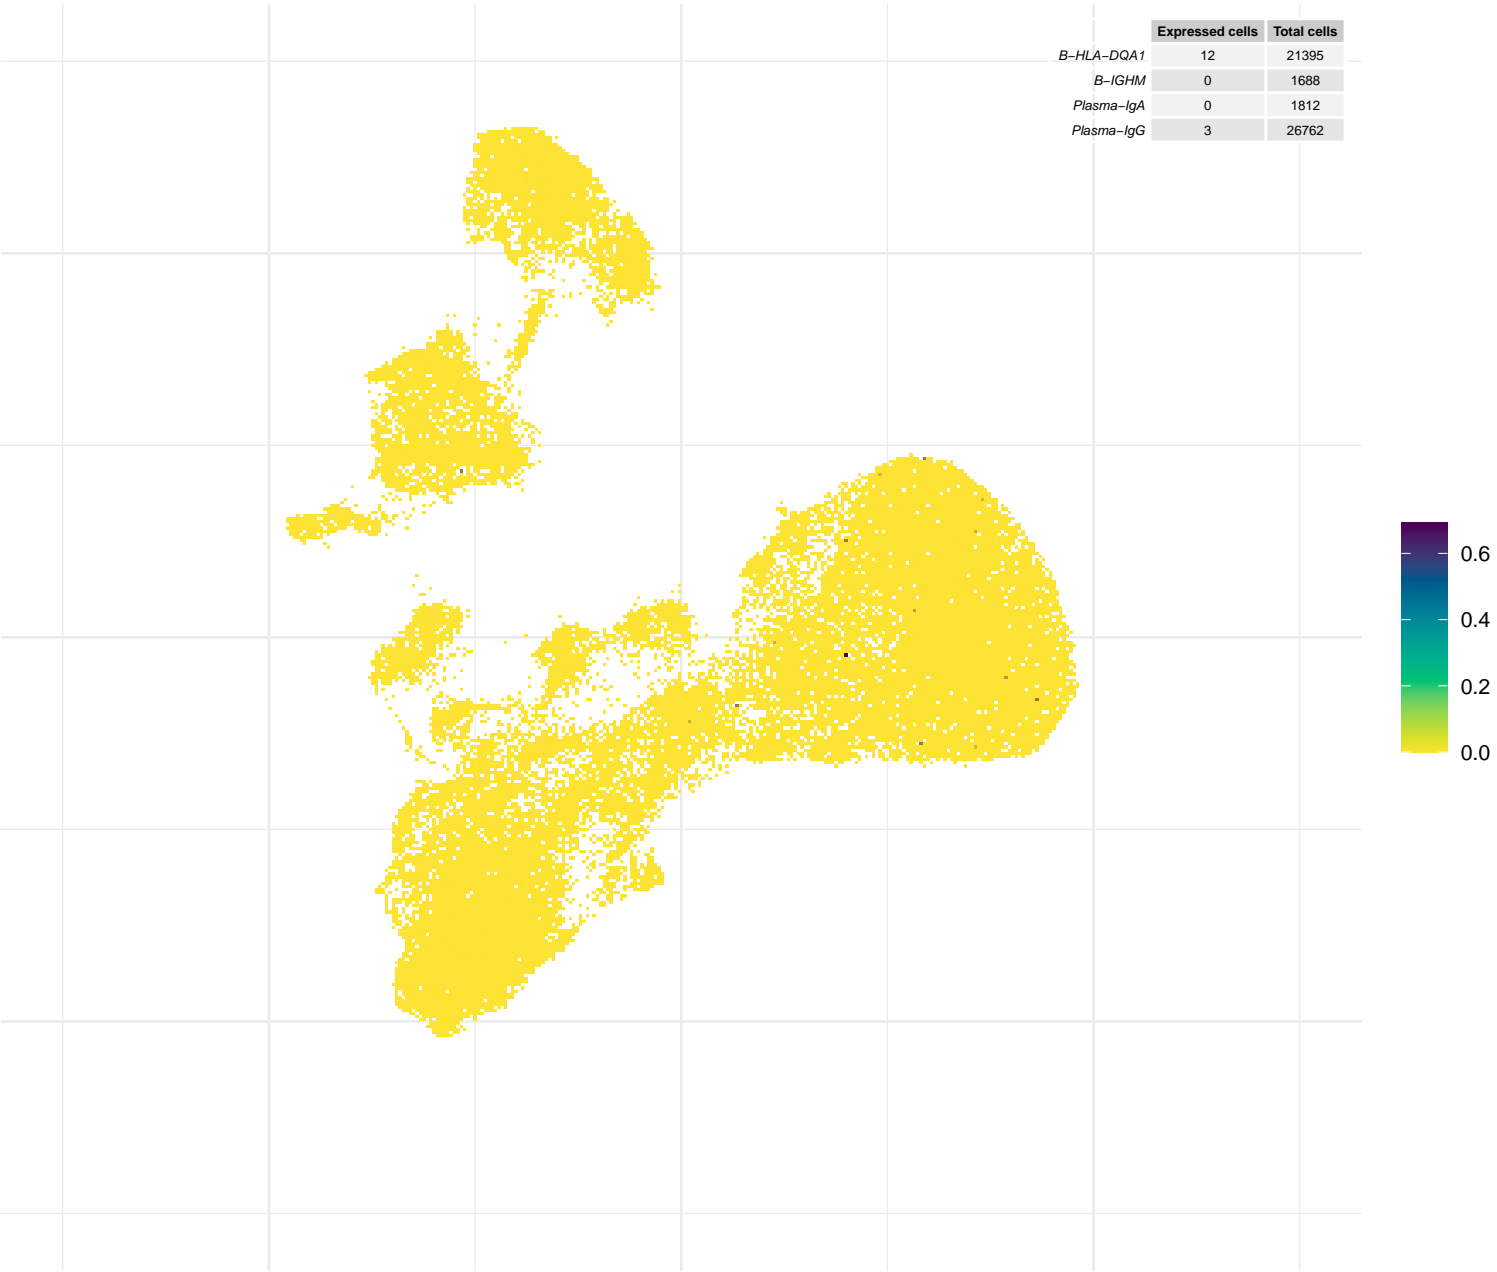 Expressed cells Total cells
B−HLA−DQA1 12 21395
B−IGHM 0 1688
Plasma−IgA 0 1812
Plasma−IgG 3 26762
0.6
0.4
0.2
0.0